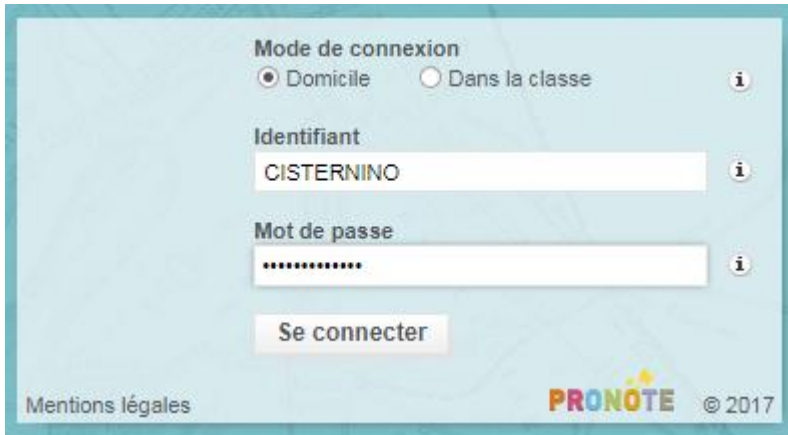 Mode de connexion
Domicile Dans la classe
Identifiant
CISTERNINO
Mot de passe
•••••••••••••
Se connecter
Mentions légales PRONOTE © 2017